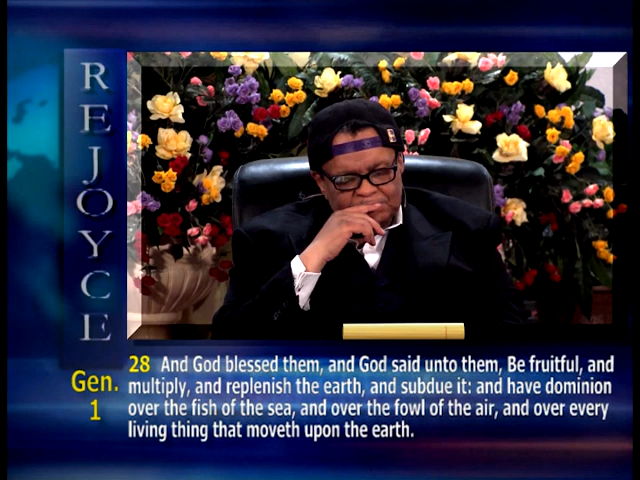 REJOYCE
Gen.
1
28 And God blessed them, and God said unto them, Be fruitful, and
multiply, and replenish the earth, and subdue it: and have dominion
over the fish of the sea, and over the fowl of the air, and over every
living thing that moveth upon the earth.